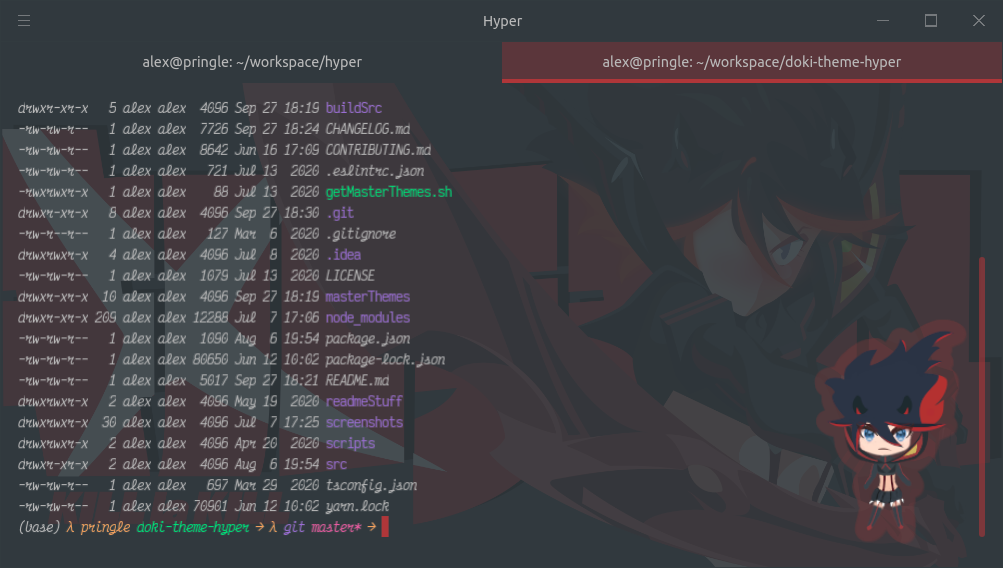 Hyper
alex@pringle: ~/workspace/hyper
alex@pringle: ~/workspace/doki-theme-hyper
drwxr-xr-x 5 alex alex 4096 Sep 27 18:19 buildSrc
-rw-rw-r-- 1 alex alex 7726 Sep 27 18:24 CHANGELOG.md
-rw-rw-r-- 1 alex alex 8642 Jun 16 17:09 CONTRIBUTING.md
-rw-rw-r-- 1 alex alex 721 Jul 13 2020 .eslintrc.json
-rwxrwxr-x 1 alex alex 88 Jul 13 2020 getMasterThemes.sh
drwxr-xr-x 8 alex alex 4096 Sep 27 18:30 .git
-rw-r--r-- 1 alex alex 127 Mar 6 2020 .gitignore
drwxrwxr-x 4 alex alex 4096 Jul 8 2020 .idea
-rw-rw-r-- 1 alex alex 1079 Jul 13 2020 LICENSE
drwxr-xr-x 10 alex alex 4096 Sep 27 18:19 masterThemes
drwxr-xr-x 209 alex alex 12288 Jul 7 17:06 node_modules
-rw-rw-r-- 1 alex alex 1090 Aug 6 19:54 package.json
-rw-rw-r-- 1 alex alex 80650 Jun 12 10:02 package-lock.json
-rw-rw-r-- 1 alex alex 5017 Sep 27 18:21 README.md
drwxrwxr-x 2 alex alex 4096 May 19 2020 readmeStuff
drwxrwxr-x 30 alex alex 4096 Jul 7 17:25 screenshots
drwxrwxr-x 2 alex alex 4096 Apr 20 2020 scripts
drwxr-xr-x 2 alex alex 4096 Aug 6 19:54 src
-rw-rw-r-- 1 alex alex 697 Mar 29 2020 tsconfig.json
-rw-rw-r-- 1 alex alex 70901 Jun 12 10:02 yarn.lock
(base) λ pringle doki-theme-hyper → λ git master* →